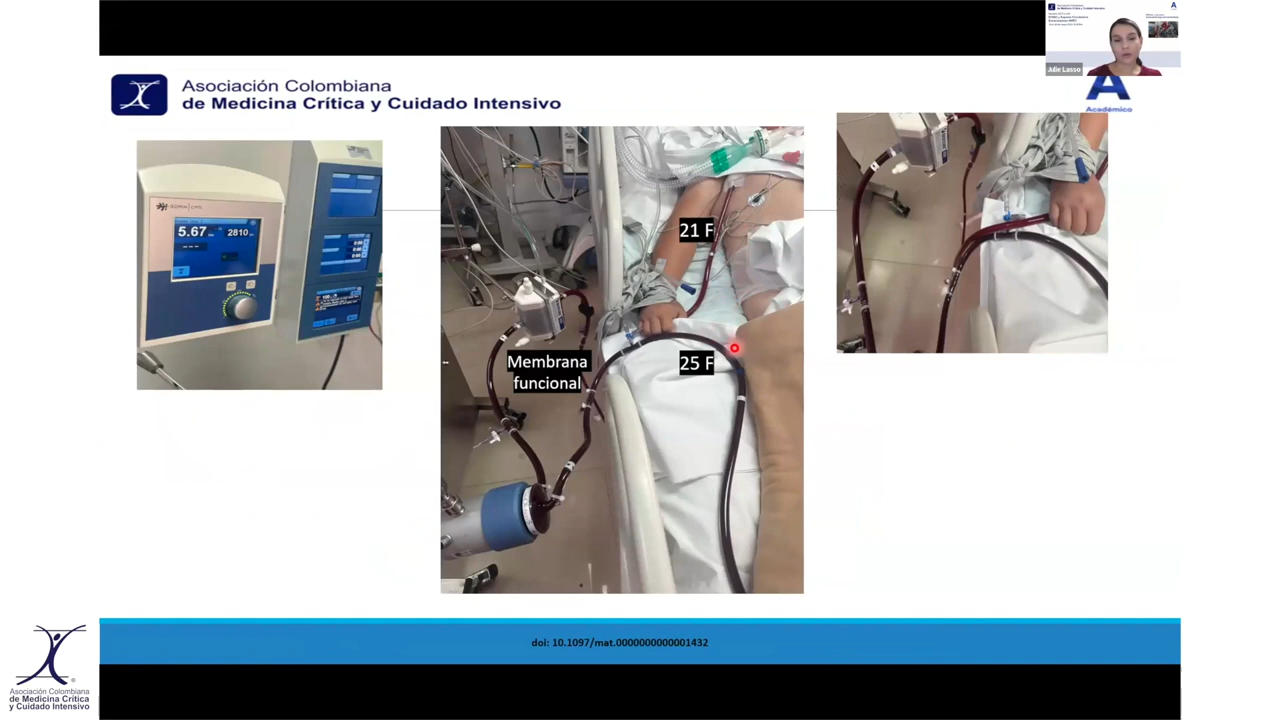 Asociación Colombiana
de Medicina Crítica y Cuidado Intensivo
Académico
Julie Lasso
5.67
2810
21 F
Membrana
funcional
25 F
doi: 10.1097/mat.0000000000001432
Asociación Colombiana
de Medicina Crítica
y Cuidado Intensivo